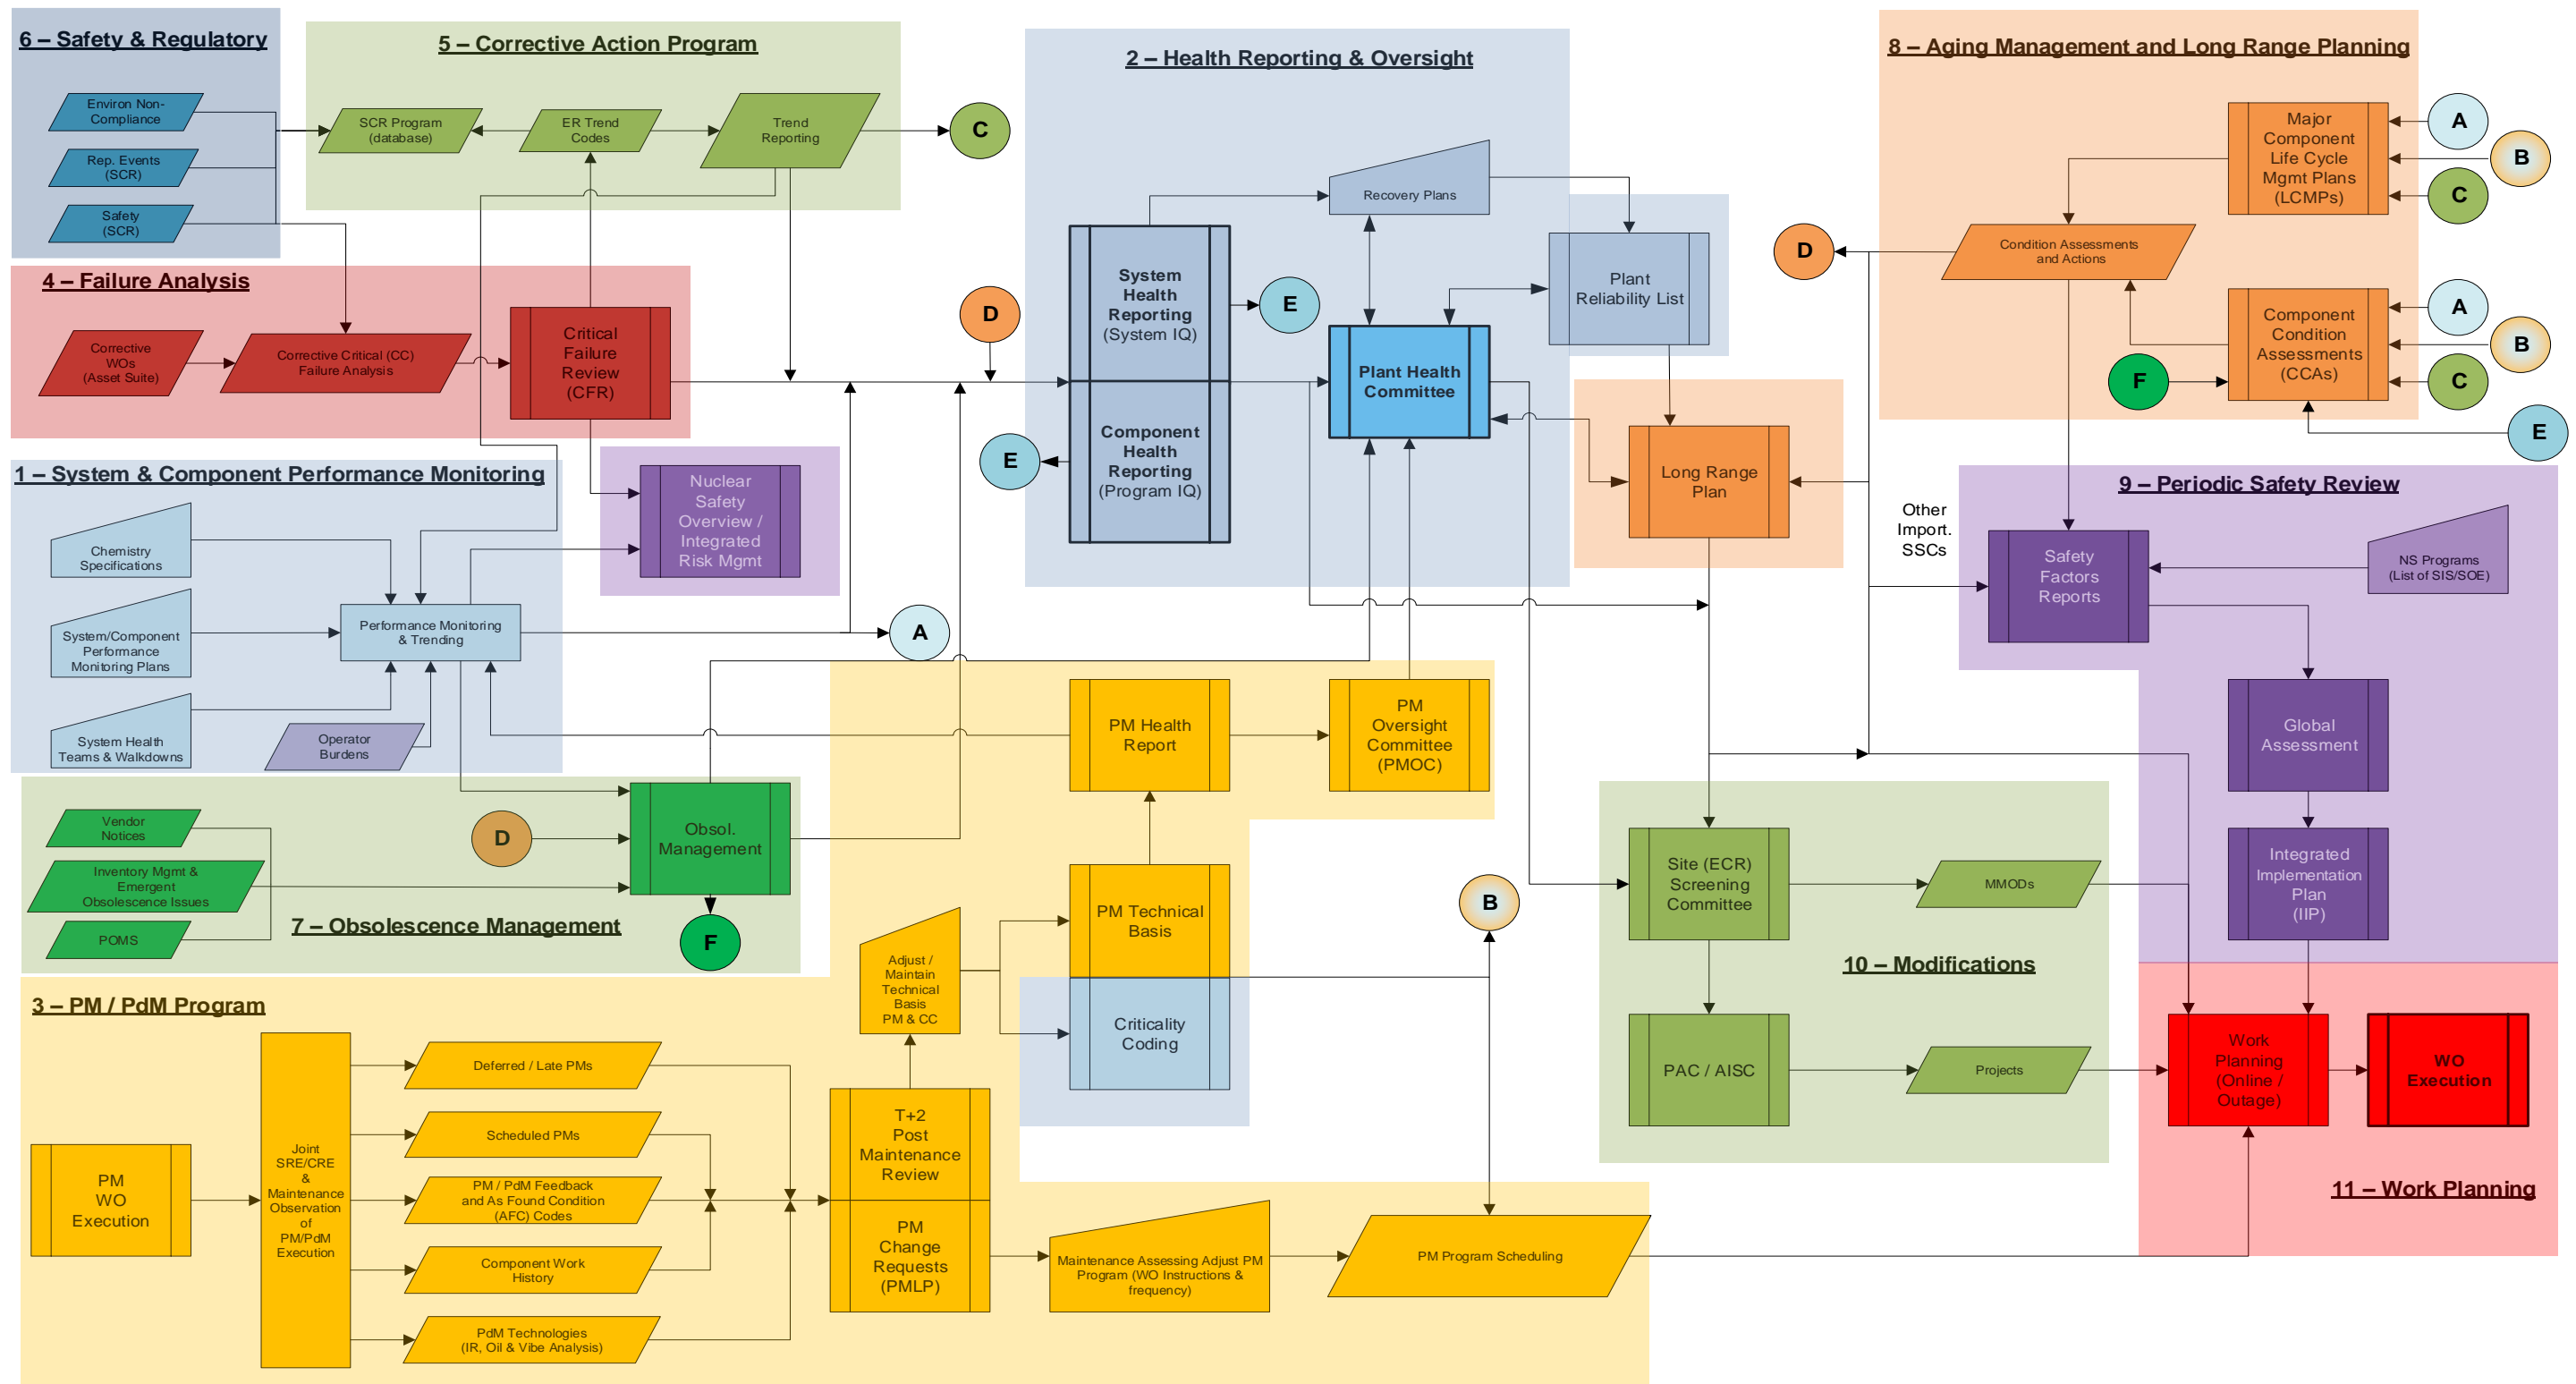 6 – Safety & Regulatory
Environ Non-
Compliance
Rep. Events
(SCR)
Safety
(SCR)
5 – Corrective Action Program
SCR Program
(database)
ER Trend
Codes
Trend
Reporting
C
4 – Failure Analysis
Corrective
WOs
(Asset Suite)
Corrective Critical (CC)
Failure Analysis
Critical
Failure
Review
(CFR)
Nuclear
Safety
Overview /
Integrated
Risk Mgmt
1 – System & Component Performance Monitoring
Chemistry
Specifications
System/Component
Performance
Monitoring Plans
System Health
Teams & Walkdowns
Operator
Burdens
Performance Monitoring
& Trending
A
2 – Health Reporting & Oversight
D
E
E
System
Health
Reporting
(System IQ)
Component
Health
Reporting
(Program IQ)
Recovery Plans
Plant Health
Committee
Plant
Reliability List
Long Range
Plan
8 – Aging Management and Long Range Planning
Major
Component
Life Cycle
Mgmt Plans
(LCMPs)
A
B
C
D
Condition Assessments
and Actions
Component
Condition
Assessments
(CCAs)
A
B
C
F
E
Other
Import.
SSCs
9 – Periodic Safety Review
Safety
Factors
Reports
NS Programs
(List of SIS/SOE)
Global
Assessment
Integrated
Implementation
Plan
(IIP)
7 – Obsolescence Management
Vendor
Notices
Inventory Mgmt &
Emergent
Obsolescence Issues
POMS
D
Obsol.
Management
F
3 – PM / PdM Program
PM
WO
Execution
Joint
SRE/CRE
&
Maintenance
Observation
of
PM/PdM
Execution
Deferred / Late PMs
Scheduled PMs
PM / PdM Feedback
and As Found Condition
(AFC) Codes
Component Work
History
PdM Technologies
(IR, Oil & Vibe Analysis)
T+2
Post
Maintenance
Review
PM
Change
Requests
(PMLP)
Adjust /
Maintain
Technical
Basis
PM & CC
PM Health
Report
PM
Oversight
Committee
(PMOC)
PM Technical
Basis
Criticality
Coding
B
Maintenance Assessing Adjust PM
Program (WO Instructions &
frequency)
PM Program Scheduling
10 – Modifications
Site (ECR)
Screening
Committee
MMODs
PAC / AISC
Projects
11 – Work Planning
Work
Planning
(Online /
Outage)
WO
Execution